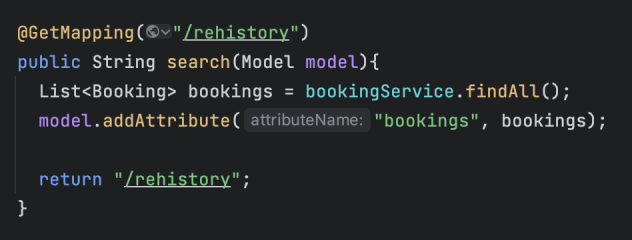 @GetMapping("/rehistory")
public String search(Model model){
List<Booking> bookings = bookingService.findAll();
model.addAttribute( attributeName: "bookings", bookings);
return "/rehistory";
}